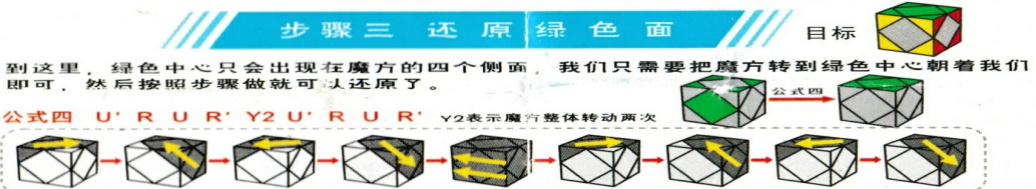 步骤三 还原绿色面
目标
到这里，绿色中心只会出现在魔方的四个侧面，我们只需要把魔方转到绿色中心朝着我们
即可，然后按照步骤做就可以还原了。
公式四
公式四 U' R U R' Y2 U' R U R' Y2表示魔方整体转动两次